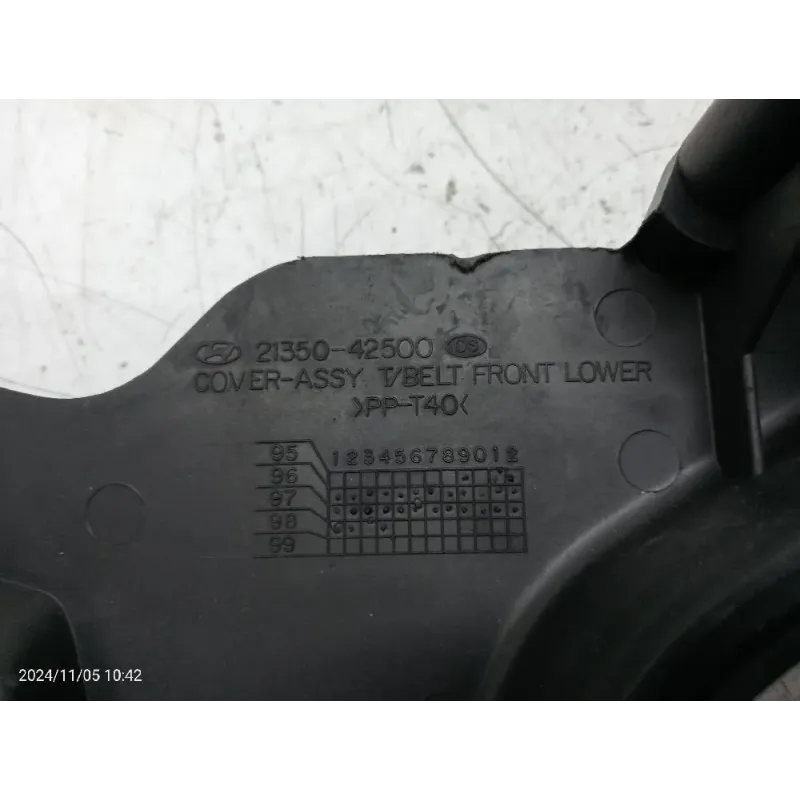 21350-42500 CS
COVER-ASSY T/BELT FRONT LOWER
>PP-T40<
95 123456789012
96
97
98
99
2024/11/05 10:42